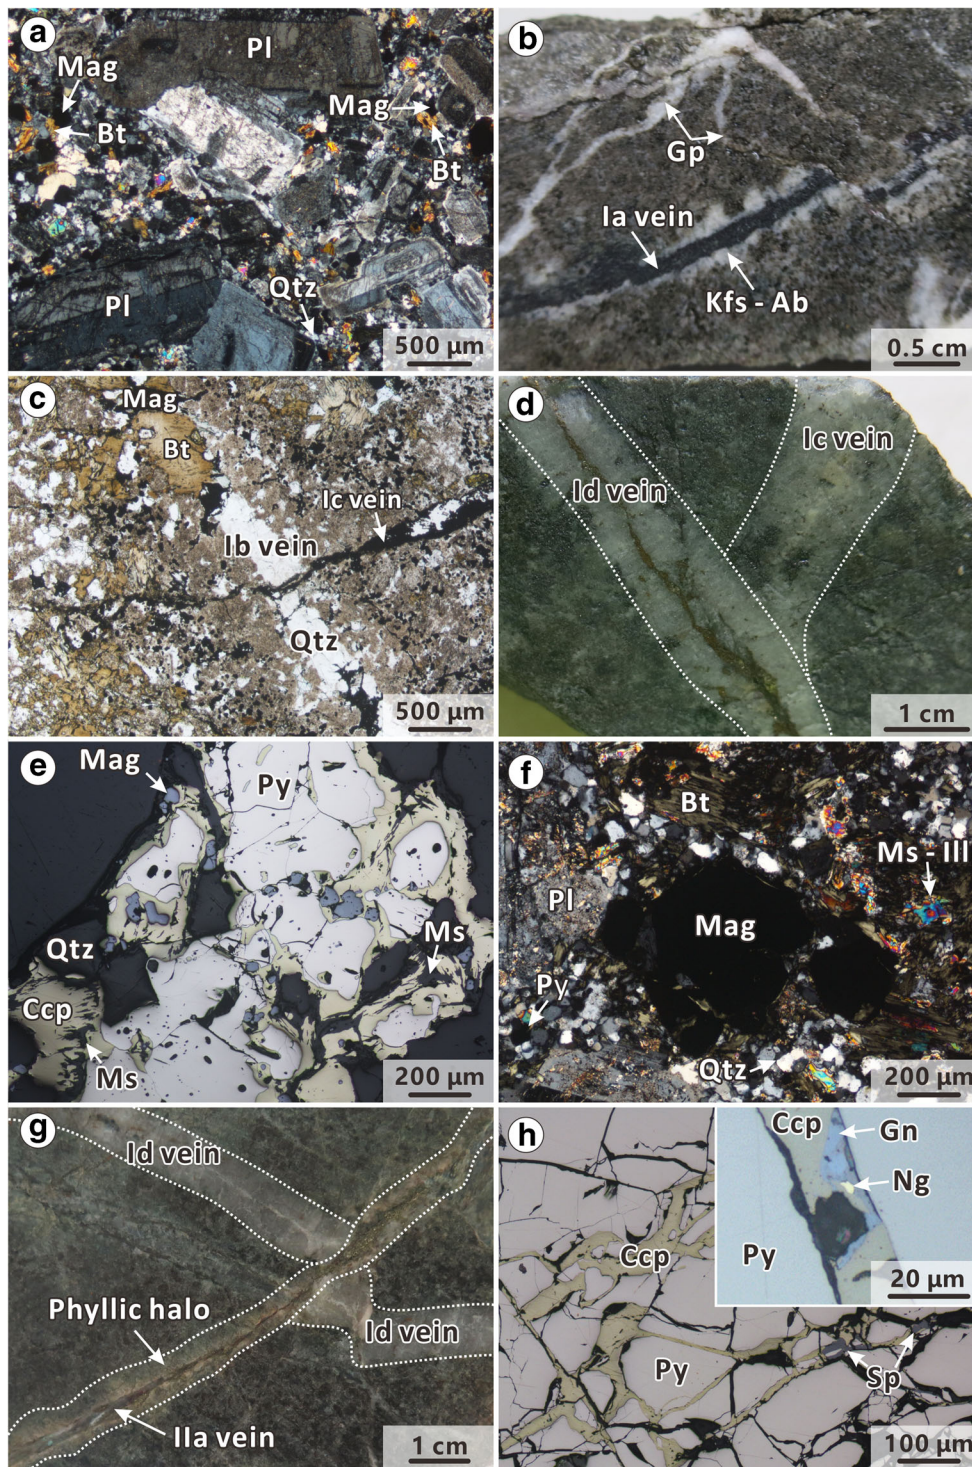 a
Pl
Mag
Mag
Bt
Bt
Pl
Qtz
500 μm
b
Gp
Ia vein
Kfs - Ab
0.5 cm
c
Mag
Bt
Ic vein
Ib vein
Qtz
500 μm
d
Ic vein
Id vein
1 cm
e
Mag
Py
Ms
Qtz
Ccp
Ms
200 μm
f
Bt
Ms - Ill
Pl
Mag
Py
Qtz
200 μm
g
Id vein
Phyllic halo
Id vein
IIa vein
1 cm
h
Ccp
Gn
Ng
Py
20 μm
Ccp
Py
Sp
100 μm